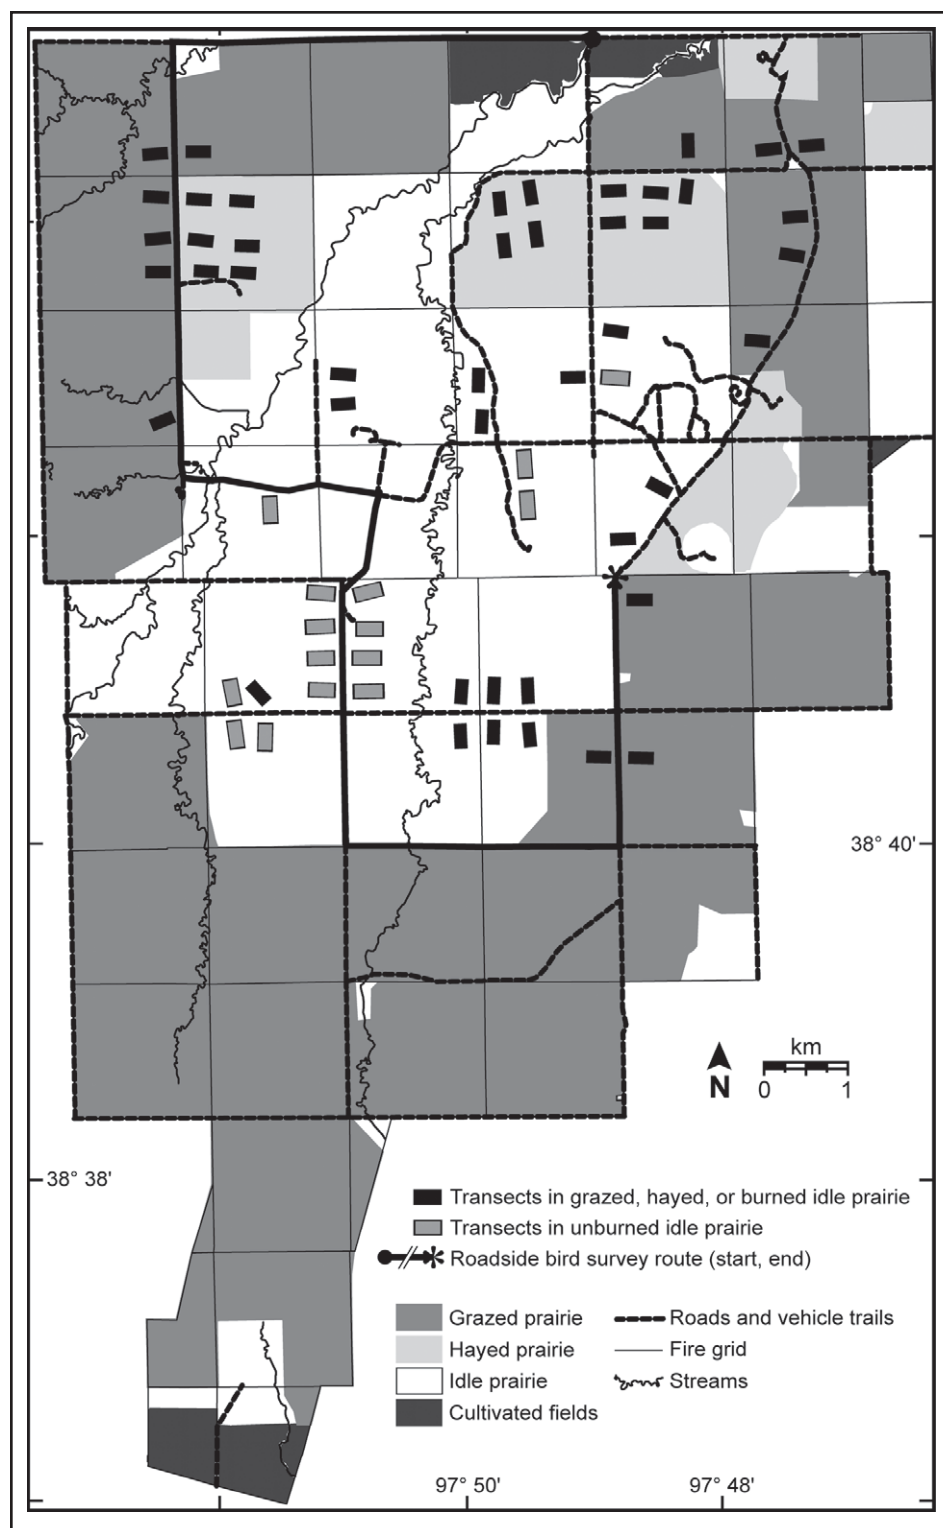 38° 40'
km
N
0 1
38° 38'
Transects in grazed, hayed, or burned idle prairie
Transects in unburned idle prairie
Roadside bird survey route (start, end)
Grazed prairie
Hayed prairie
Idle prairie
Cultivated fields
Roads and vehicle trails
Fire grid
Streams
97° 50'
97° 48'